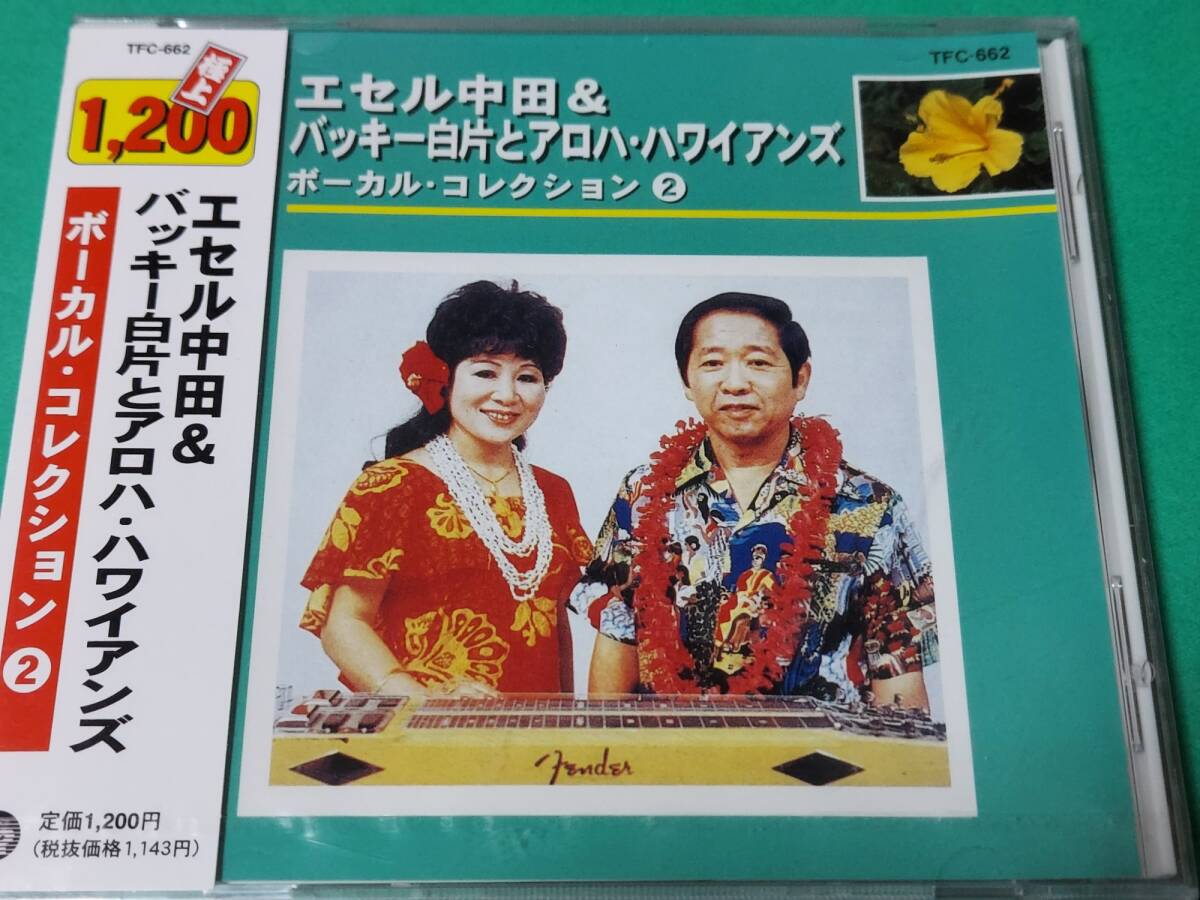 TFC-662
極上
1,200
エセル中田&
バッキー白片とアロハ・ハワイアンズ
ボーカル・コレクション2
定価1,200円
(税抜価格1,143円)
TFC-662
エセル中田&
バッキー白片とアロハ・ハワイアンズ
ボーカル・コレクション2
Fender